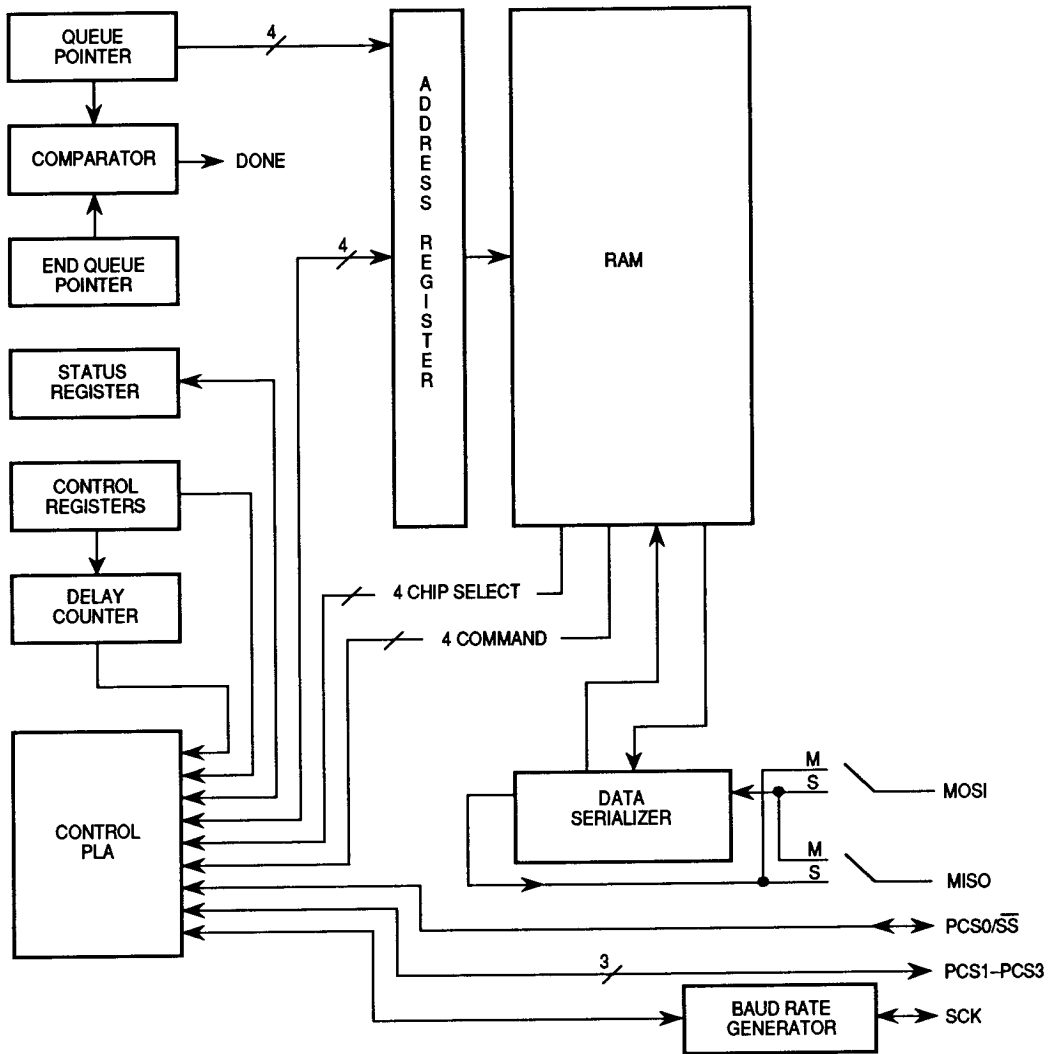 QUEUE
POINTER
4
COMPARATOR
DONE
END QUEUE
POINTER
4
ADDRESS REGISTER
RAM
STATUS
REGISTER
CONTROL
REGISTERS
DELAY
COUNTER
4 CHIP SELECT
4 COMMAND
CONTROL
PLA
DATA
SERIALIZER
M
S
MOSI
M
S
MISO
PCS0/S̅S̅
3
PCS1–PCS3
BAUD RATE
GENERATOR
SCK